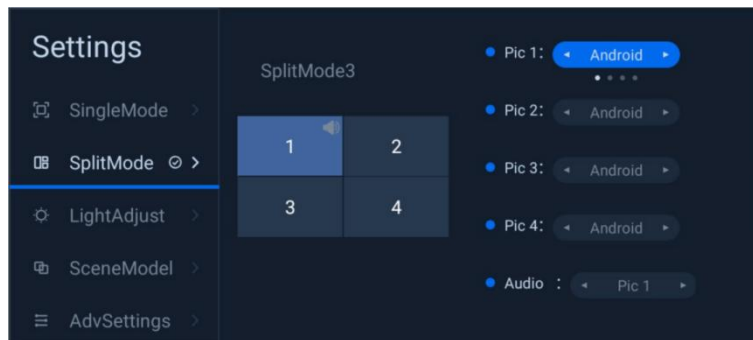 Settings
SingleMode
SplitMode
LightAdjust
SceneModel
AdvSettings
SplitMode3
1
2
3
4
Pic 1: Android
Pic 2: Android
Pic 3: Android
Pic 4: Android
Audio : Pic 1